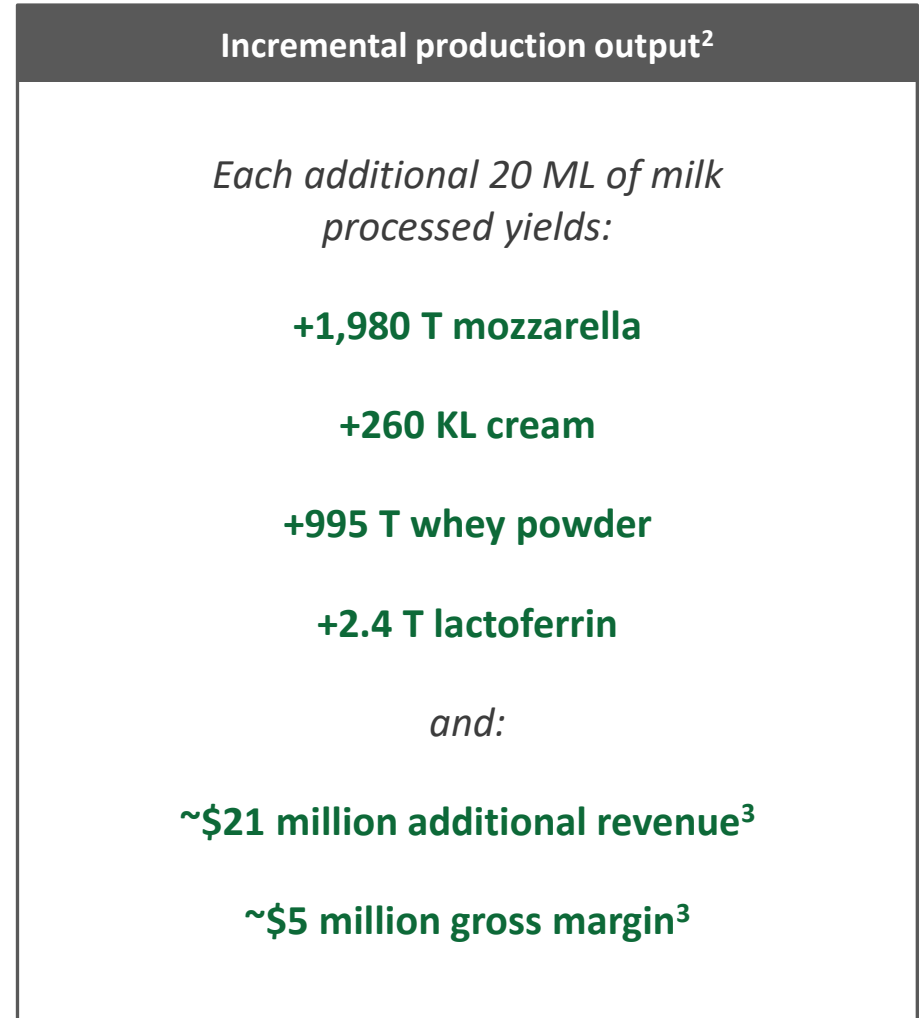 Incremental production output²
Each additional 20 ML of milk
processed yields:
+1,980 T mozzarella
+260 KL cream
+995 T whey powder
+2.4 T lactoferrin
and:
~$21 million additional revenue³
~$5 million gross margin³